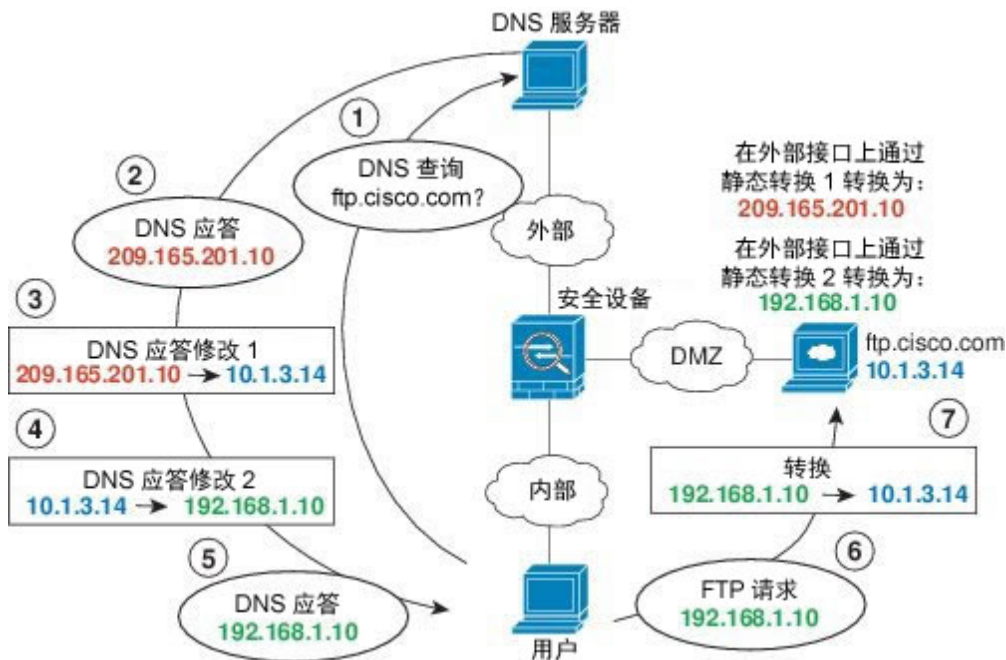 DNS 服务器
①
DNS 查询
ftp.cisco.com?
②
DNS 应答
209.165.201.10
外部
在外部接口上通过
静态转换 1 转换为:
209.165.201.10
在外部接口上通过
静态转换 2 转换为:
192.168.1.10
③
DNS 应答修改 1
209.165.201.10 → 10.1.3.14
安全设备
DMZ
ftp.cisco.com
10.1.3.14
④
DNS 应答修改 2
10.1.3.14 → 192.168.1.10
内部
⑦
转换
192.168.1.10 → 10.1.3.14
⑤
DNS 应答
192.168.1.10
用户
⑥
FTP 请求
192.168.1.10